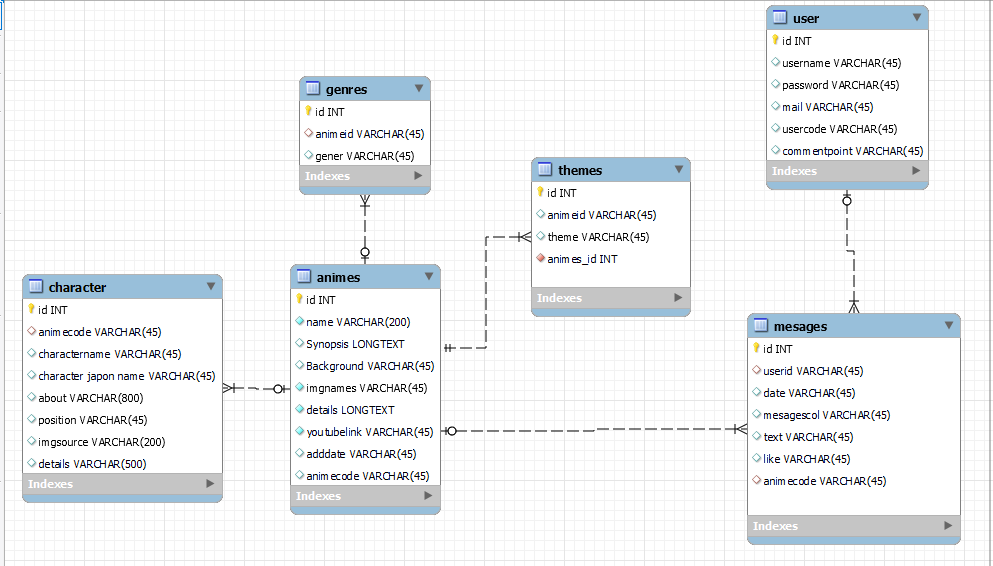 user
id INT
username VARCHAR(45)
password VARCHAR(45)
mail VARCHAR(45)
usercode VARCHAR(45)
commentpoint VARCHAR(45)
Indexes
genres
id INT
animeid VARCHAR(45)
gener VARCHAR(45)
Indexes
themes
id INT
animeid VARCHAR(45)
theme VARCHAR(45)
animes_id INT
Indexes
character
id INT
animecode VARCHAR(45)
charactername VARCHAR(45)
character japon name VARCHAR(45)
about VARCHAR(800)
position VARCHAR(45)
imgsource VARCHAR(200)
details VARCHAR(500)
Indexes
animes
id INT
name VARCHAR(200)
Synopsis LONGTEXT
Background VARCHAR(45)
imgnames VARCHAR(45)
details LONGTEXT
youtubelink VARCHAR(45)
adddate VARCHAR(45)
animecode VARCHAR(45)
Indexes
mesages
id INT
userid VARCHAR(45)
date VARCHAR(45)
mesagescol VARCHAR(45)
text VARCHAR(45)
like VARCHAR(45)
animecode VARCHAR(45)
Indexes